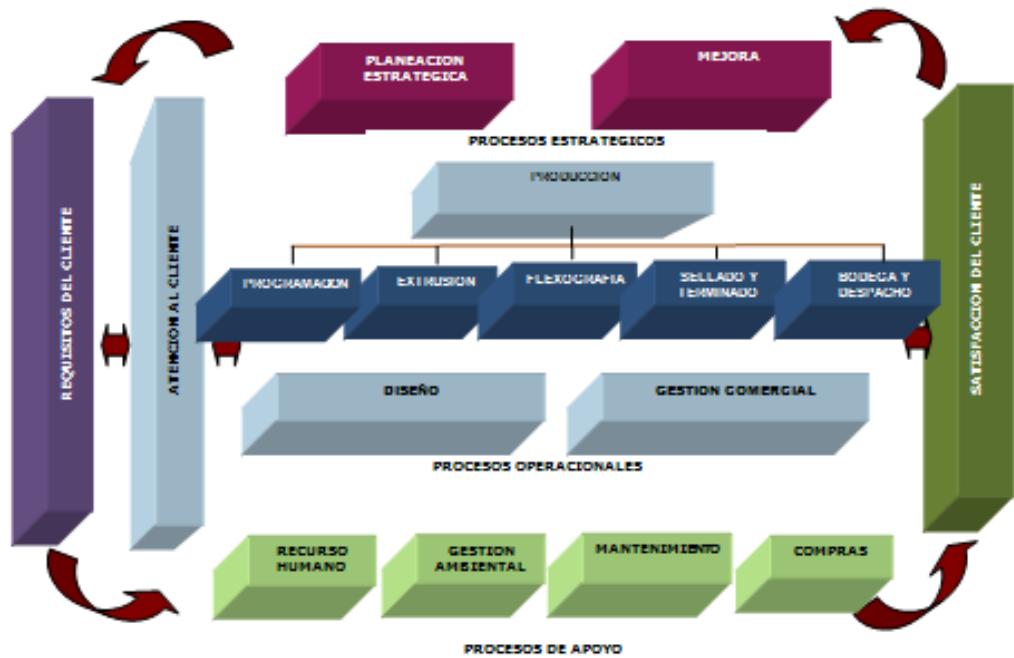 PLANEACION
ESTRATEGICA
MEJORA
PROCESOS ESTRATEGICOS
REQUISITOS DEL CLIENTE
ATENCION AL CLIENTE
PRODUCCION
PROGRAMACION
EXTRUSION
FLEXOGRAFIA
SELLADO Y
TERMINADO
BODEGA Y
DESPACHO
SATISFACCION DEL CLIENTE
DISEÑO
GESTION COMERCIAL
PROCESOS OPERACIONALES
RECURSO
HUMANO
GESTION
AMBIENTAL
MANTENIMIENTO
COMPRAS
PROCESOS DE APOYO